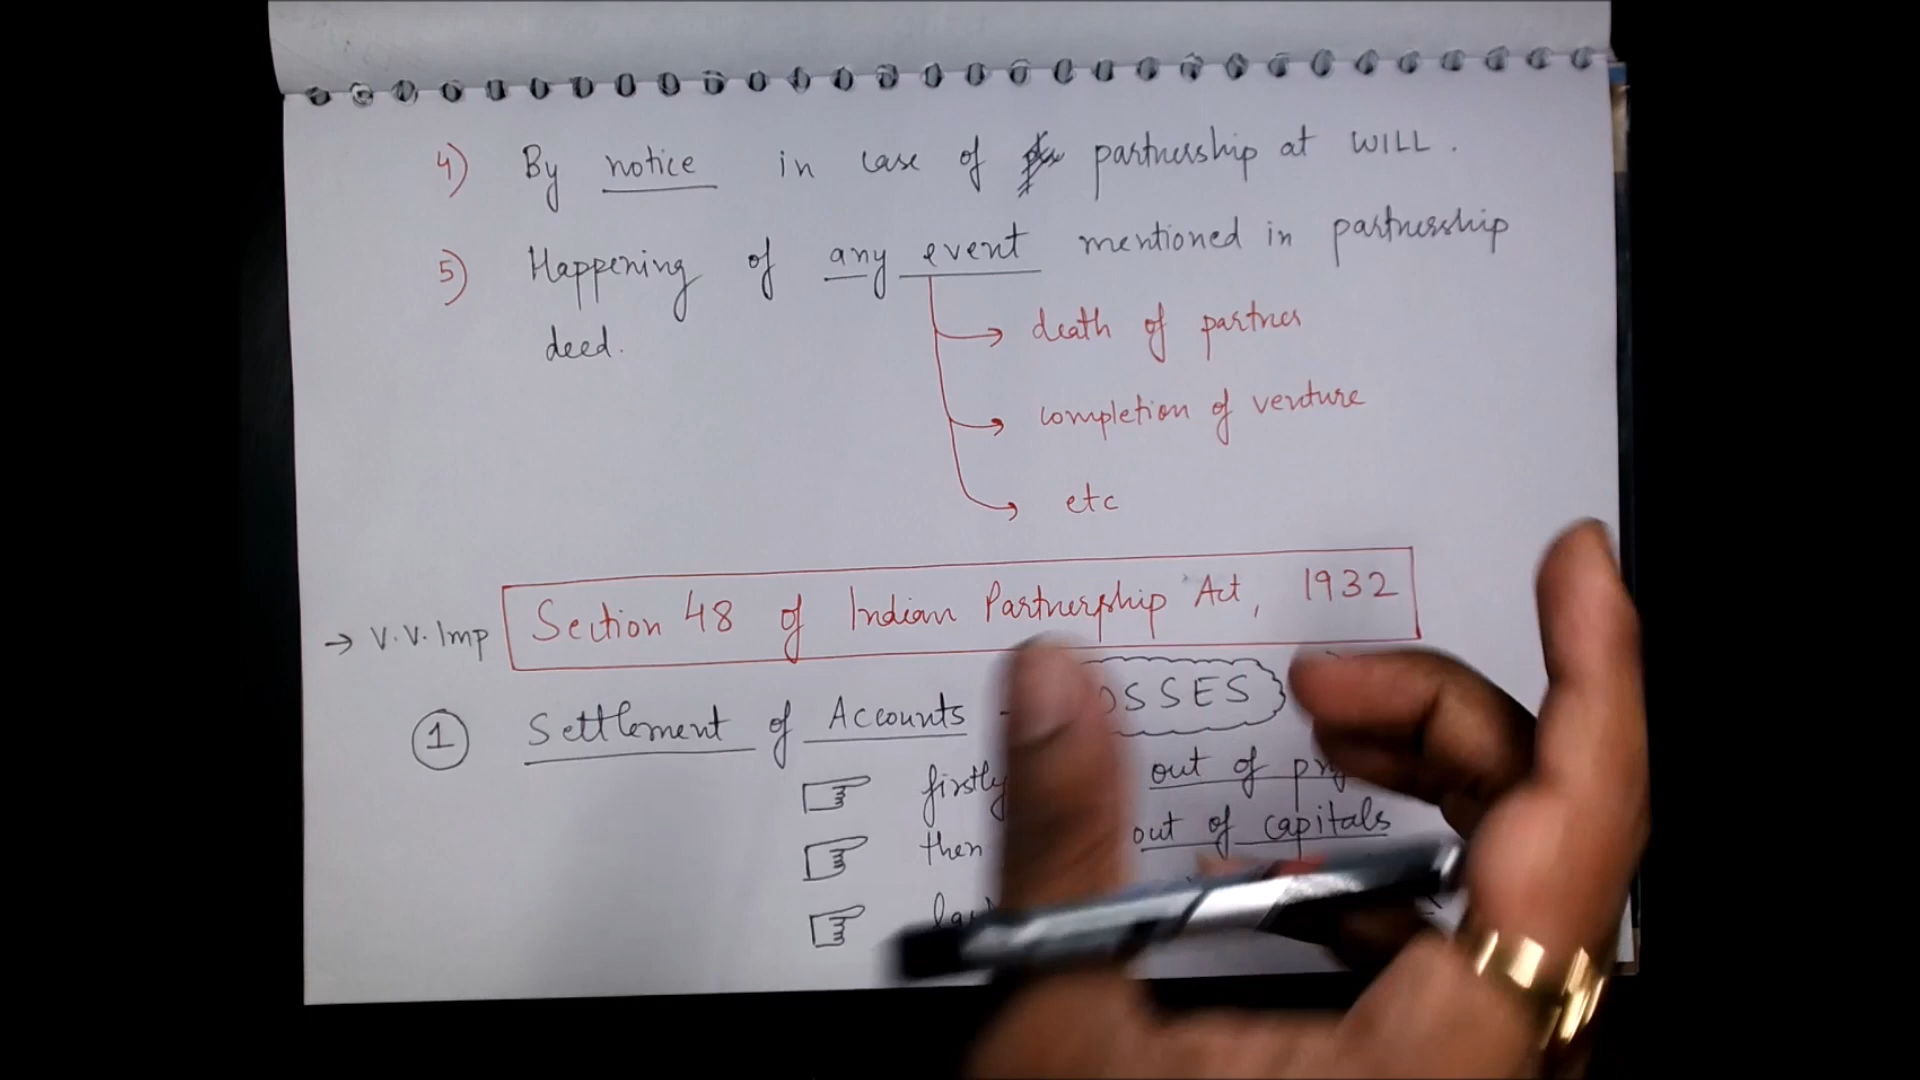 4) By notice in case of partnership at WILL.
5) Happening of any event mentioned in partnership
deed.
→ death of partner
→ completion of venture
→ etc
→ V.V. Imp Section 48 of Indian Partnership Act, 1932
① Settlement of Accounts -
☞ firstly out of
☞ then out of capitals
☞